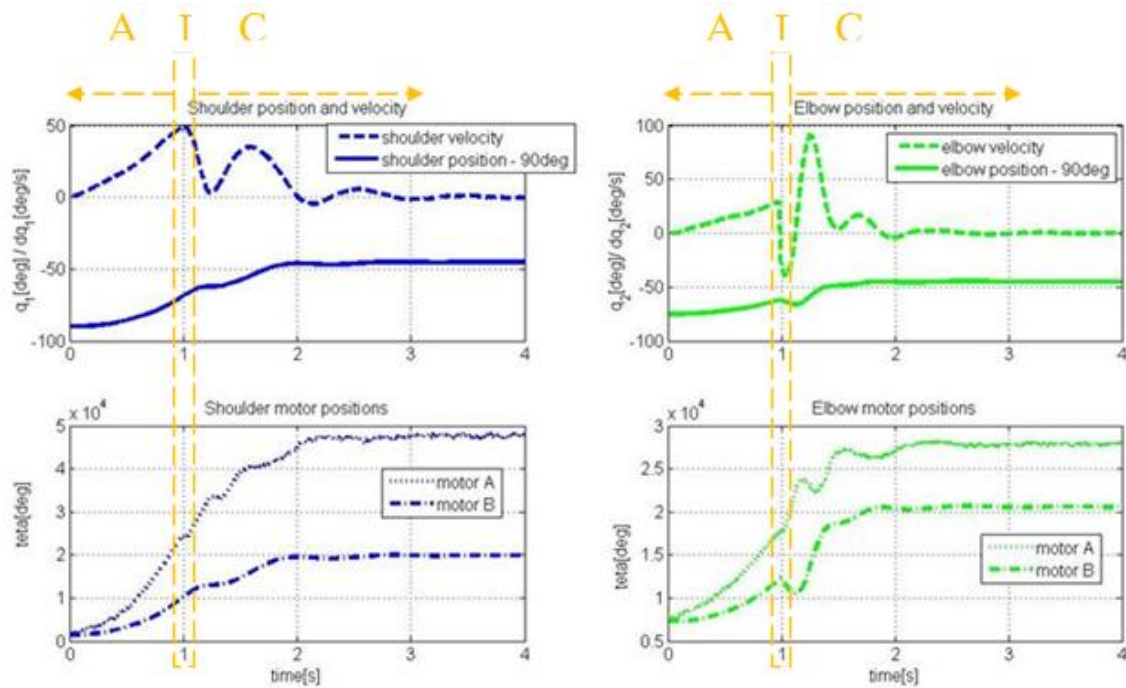 A I C
A I C
Shoulder position and velocity
50
0
-50
-100
q1[deg] / dq1[deg/s]
shoulder velocity
shoulder position - 90deg
0 1 2 3 4
Elbow position and velocity
100
50
0
-50
-100
q2[deg]/ dq2[deg/s]
elbow velocity
elbow position - 90deg
0 1 2 3 4
x 10^4
Shoulder motor positions
5
4
3
2
1
0
teta[deg]
motor A
motor B
0 1 2 3 4
time[s]
x 10^4
Elbow motor positions
3
2.5
2
1.5
1
0.5
teta[deg]
motor A
motor B
0 1 2 3 4
time[s]